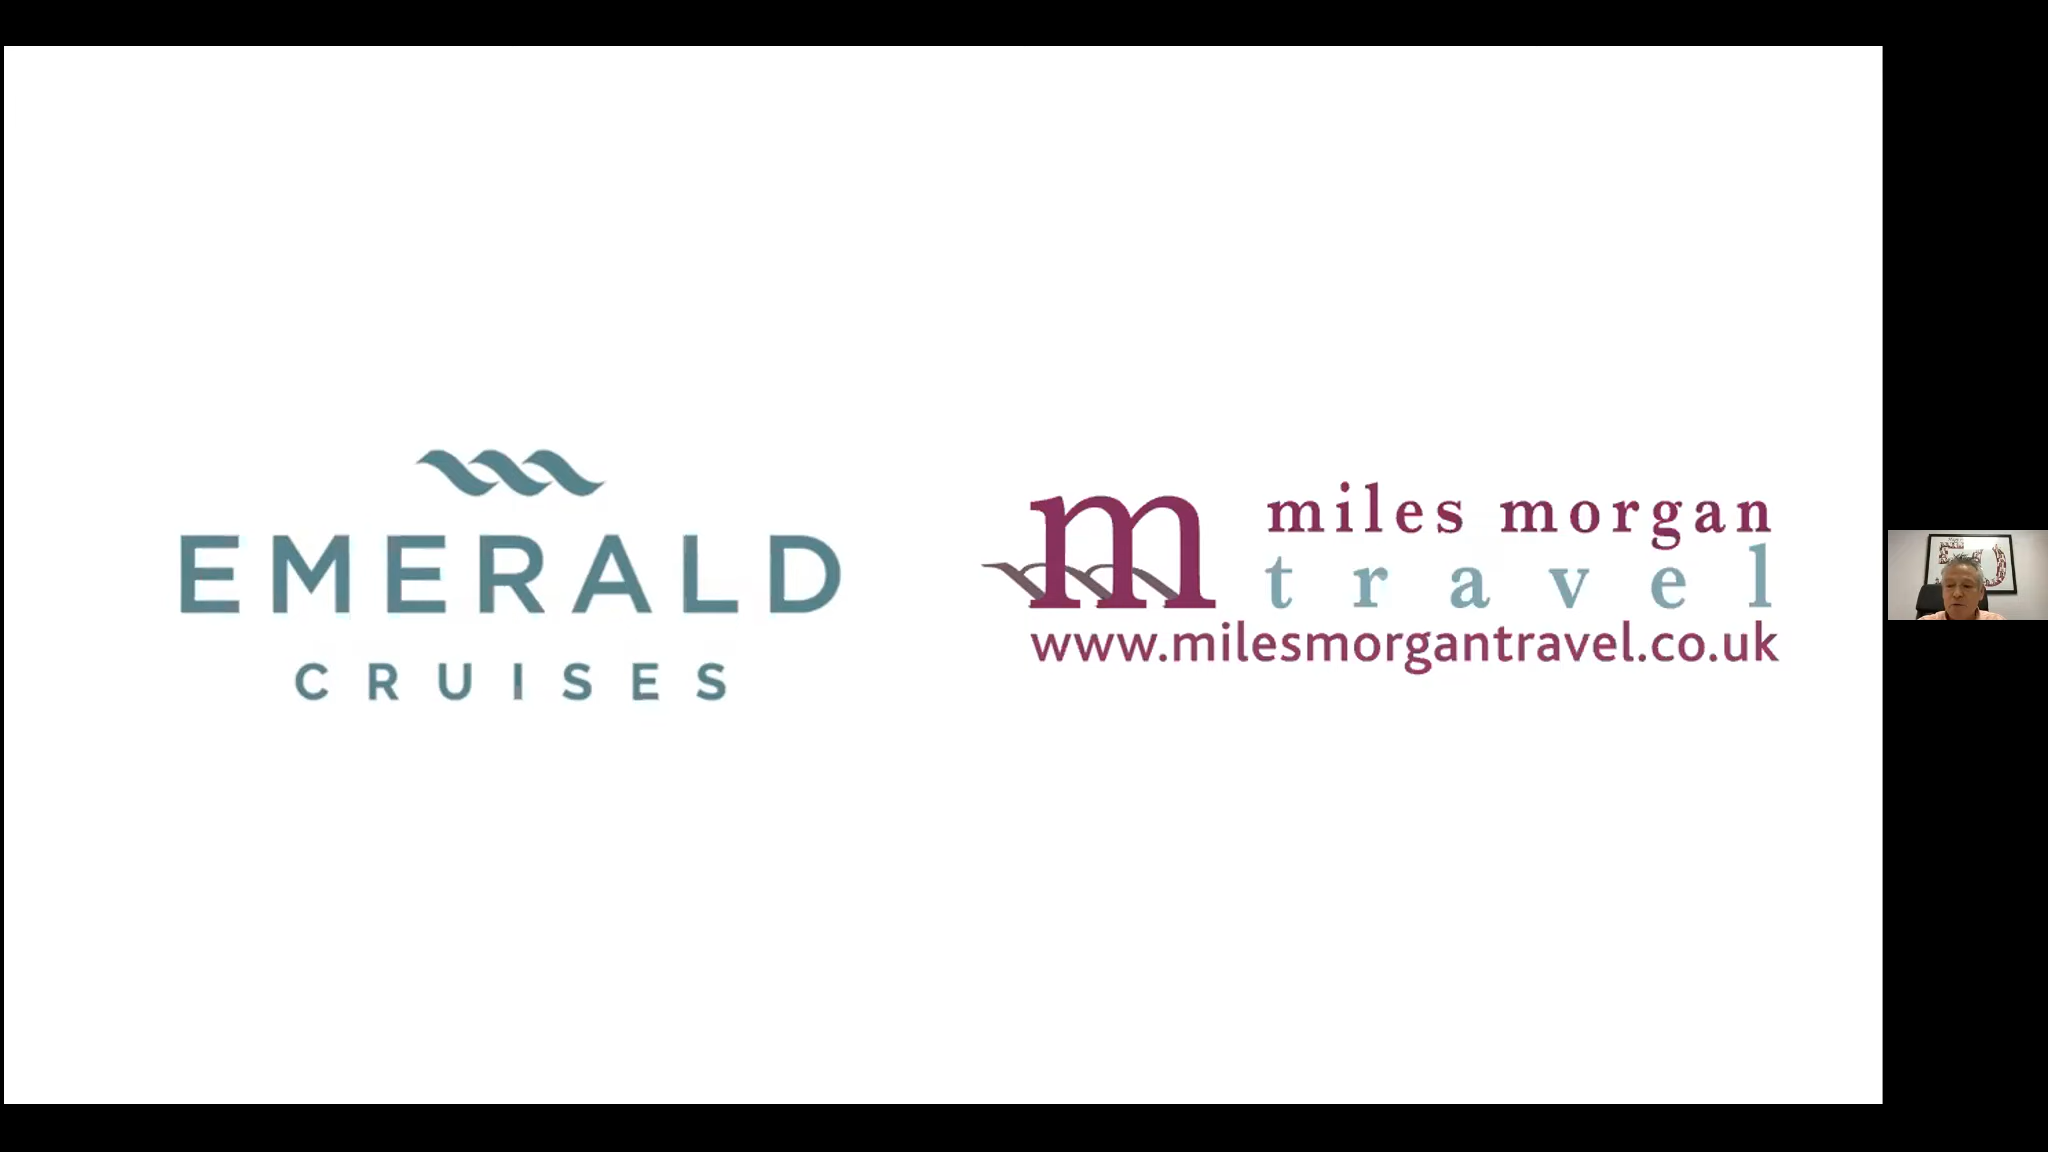 EMERALD
CRUISES
m
miles morgan
travel
www.milesmorgantravel.co.uk